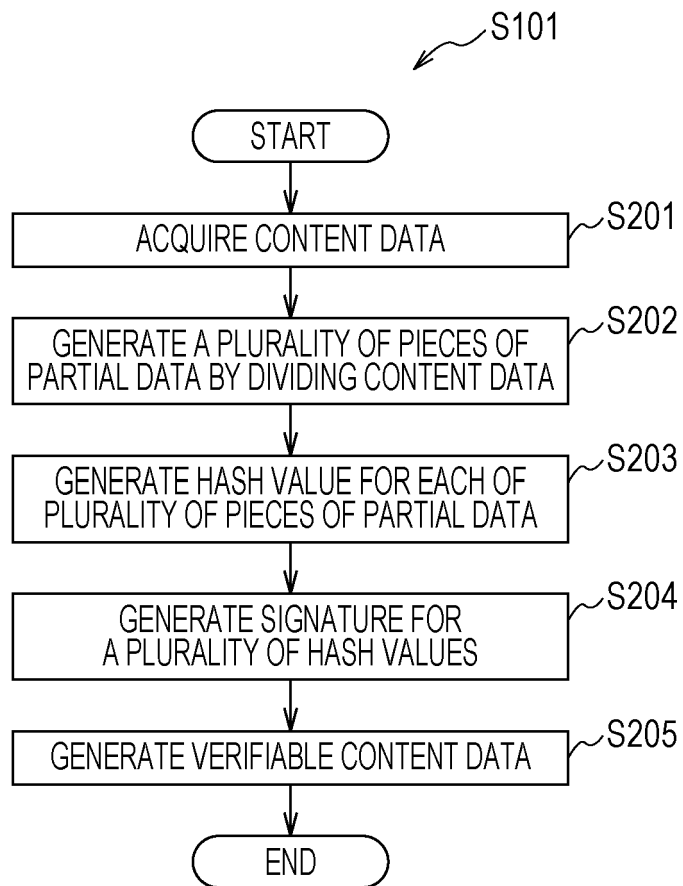 S101
START
ACQUIRE CONTENT DATA
S201
GENERATE A PLURALITY OF PIECES OF
PARTIAL DATA BY DIVIDING CONTENT DATA
S202
GENERATE HASH VALUE FOR EACH OF
PLURALITY OF PIECES OF PARTIAL DATA
S203
GENERATE SIGNATURE FOR
A PLURALITY OF HASH VALUES
S204
GENERATE VERIFIABLE CONTENT DATA
S205
END